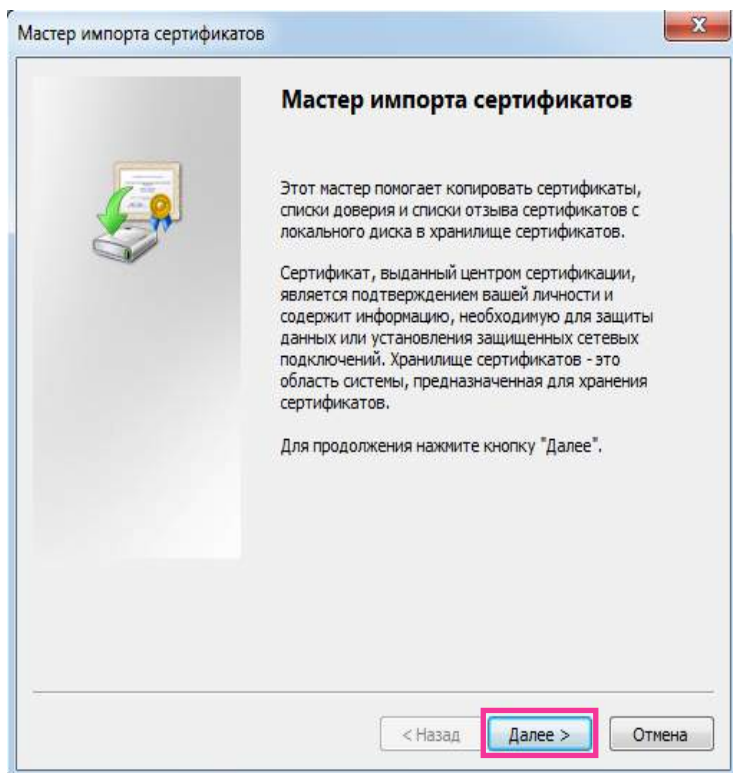 Мастер импорта сертификатов
Мастер импорта сертификатов
Этот мастер помогает копировать сертификаты,
списки доверия и списки отзыва сертификатов с
локального диска в хранилище сертификатов.
Сертификат, выданный центром сертификации,
является подтверждением вашей личности и
содержит информацию, необходимую для защиты
данных или установления защищенных сетевых
подключений. Хранилище сертификатов - это
область системы, предназначенная для хранения
сертификатов.
Для продолжения нажмите кнопку "Далее".
< Назад
Далее >
Отмена